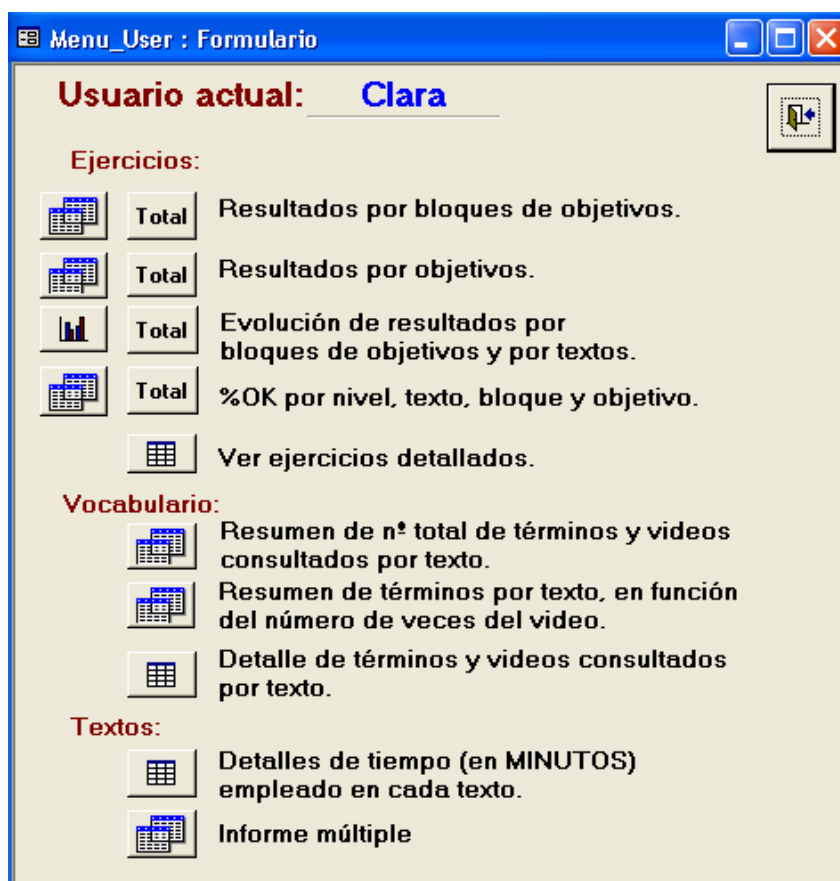 Menu_User : Formulario
Usuario actual: Clara
Ejercicios:
Total Resultados por bloques de objetivos.
Total Resultados por objetivos.
Total Evolución de resultados por
bloques de objetivos y por textos.
Total %OK por nivel, texto, bloque y objetivo.
Ver ejercicios detallados.
Vocabulario:
Resumen de nº total de términos y videos
consultados por texto.
Resumen de términos por texto, en función
del número de veces del video.
Detalle de términos y videos consultados
por texto.
Textos:
Detalles de tiempo (en MINUTOS)
empleado en cada texto.
Informe múltiple